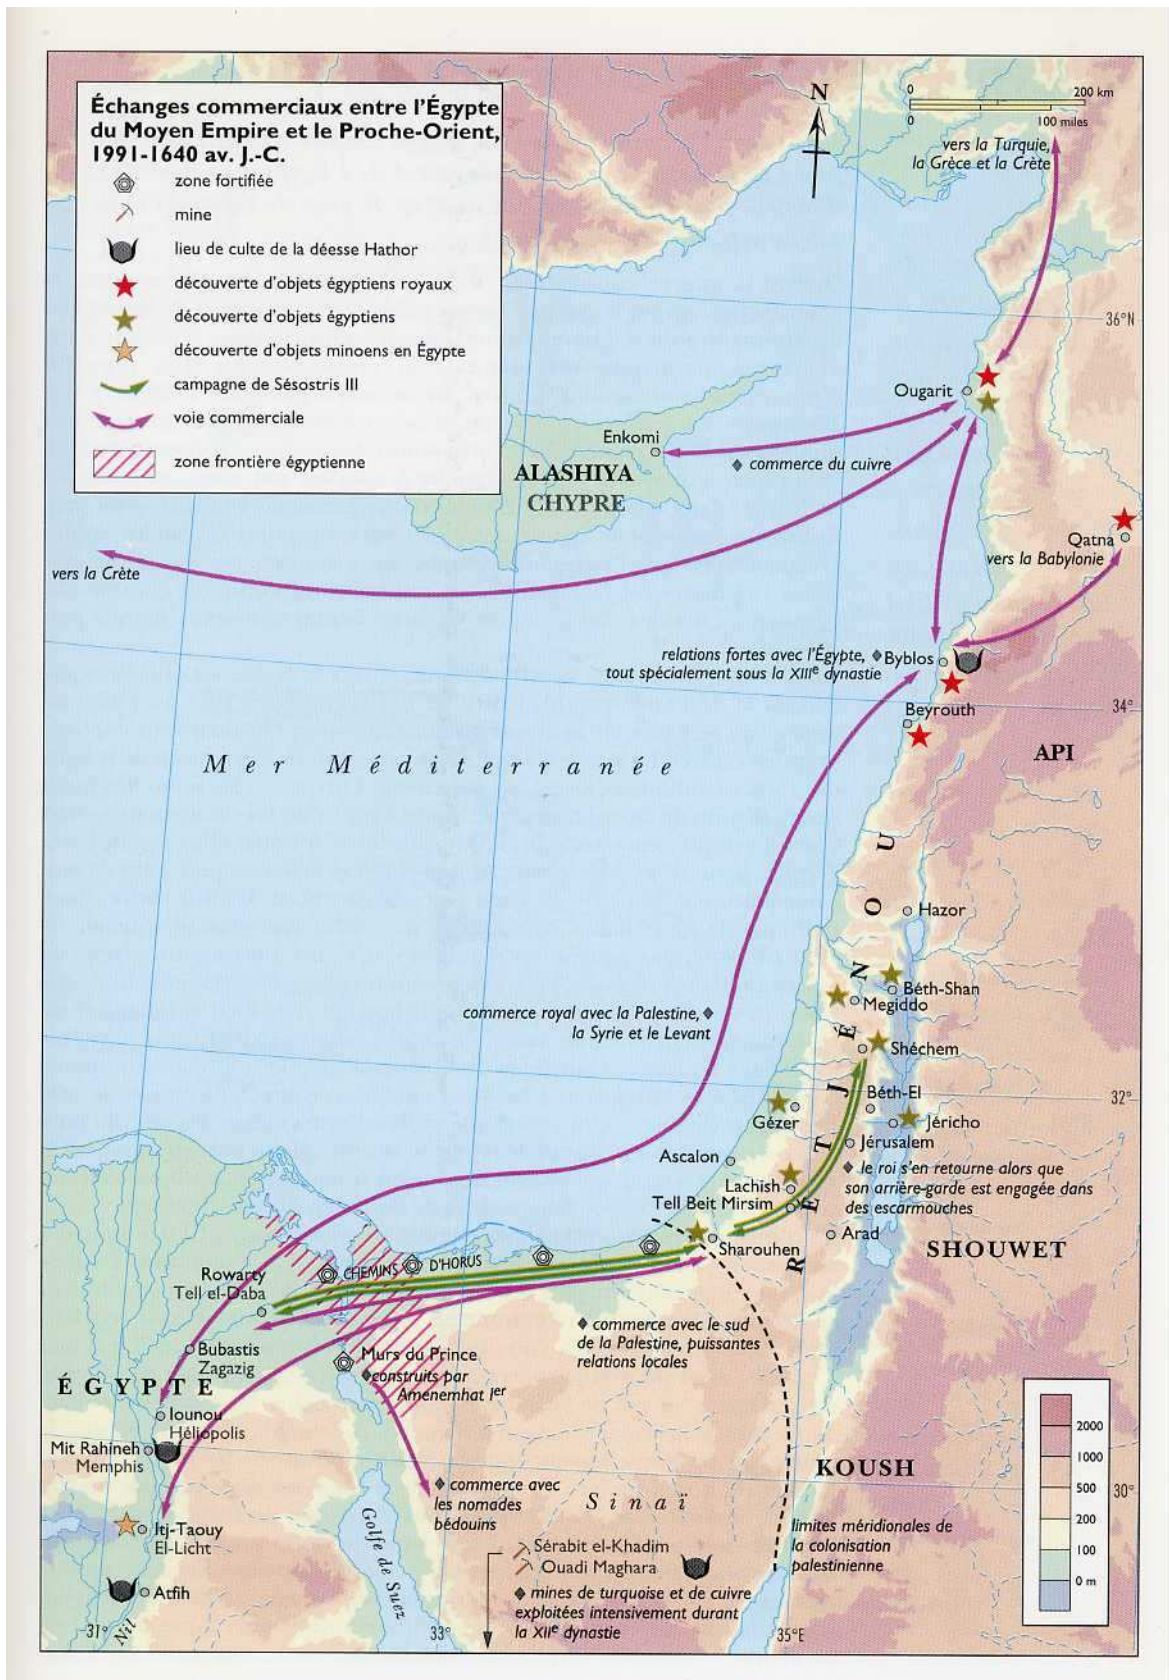 Échanges commerciaux entre l'Égypte
du Moyen Empire et le Proche-Orient,
1991-1640 av. J.-C.
zone fortifiée
mine
lieu de culte de la déesse Hathor
découverte d'objets égyptiens royaux
découverte d'objets égyptiens
découverte d'objets minoens en Égypte
campagne de Sésostris III
voie commerciale
zone frontière égyptienne
N
0
200 km
0
100 miles
vers la Turquie,
la Grèce et la Crète
36°N
Ougarit
Enkomi
commerce du cuivre
ALASHIYA
CHYPRE
Qatna
vers la Babylonie
vers la Crète
relations fortes avec l'Égypte,
tout spécialement sous la XIIIe dynastie
Byblos
Beyrouth
34°
API
Mer Méditerranée
RETJÉNOU
Hazor
Béth-Shan
Megiddo
commerce royal avec la Palestine,
la Syrie et le Levant
Shéchem
Béth-El
32°
Gézer
Jéricho
Jérusalem
Ascalon
le roi s'en retourne alors que
son arrière-garde est engagée dans
des escarmouches
Lachish
Tell Beit Mirsim
Arad
Sharouhen
SHOUWET
Rowarty
Tell el-Daba
CHEMINS D'HORUS
commerce avec le sud
de la Palestine, puissantes
relations locales
Bubastis
Zagazig
Murs du Prince
construits par
Amenemhat Ier
ÉGYPTE
Iounou
Héliopolis
Mit Rahineh
Memphis
KOUSH
commerce avec
les nomades
bédouins
Sinaï
30°
Itj-Taouy
El-Licht
Golfe de Suez
limites méridionales de
la colonisation
palestinienne
Sérabit el-Khadim
Ouadi Maghara
mines de turquoise et de cuivre
exploitées intensivement durant
la XIIe dynastie
Atfih
Nil
31°
33°
35°E
2000
1000
500
200
100
0 m